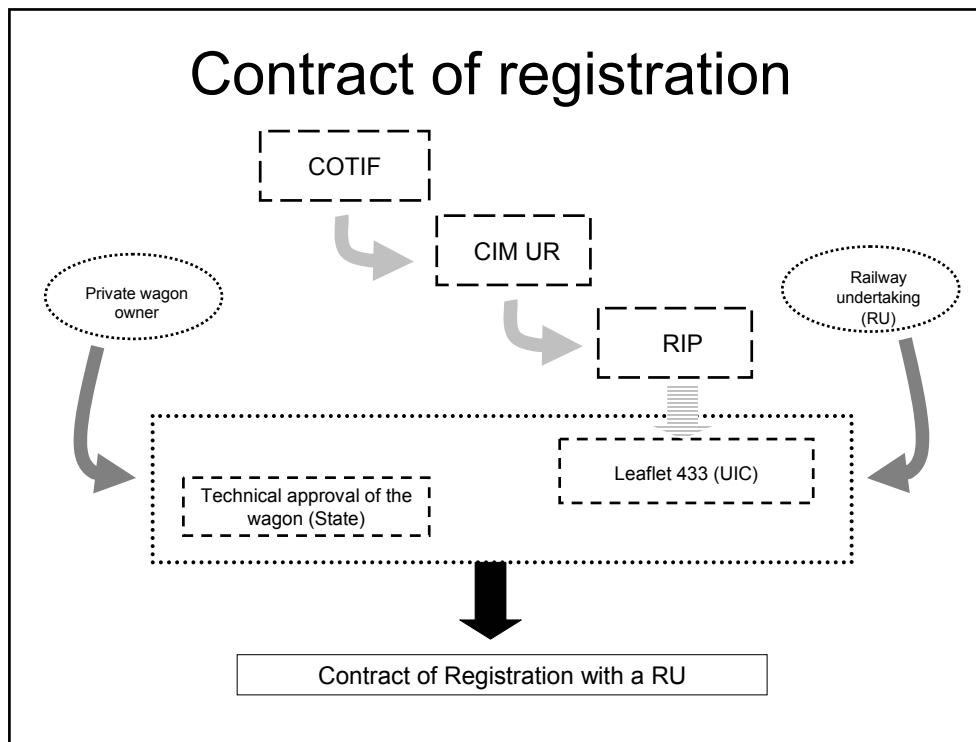 Contract of registration
COTIF
CIM UR
Private wagon
owner
Railway
undertaking
(RU)
RIP
Leaflet 433 (UIC)
Technical approval of the
wagon (State)
Contract of Registration with a RU